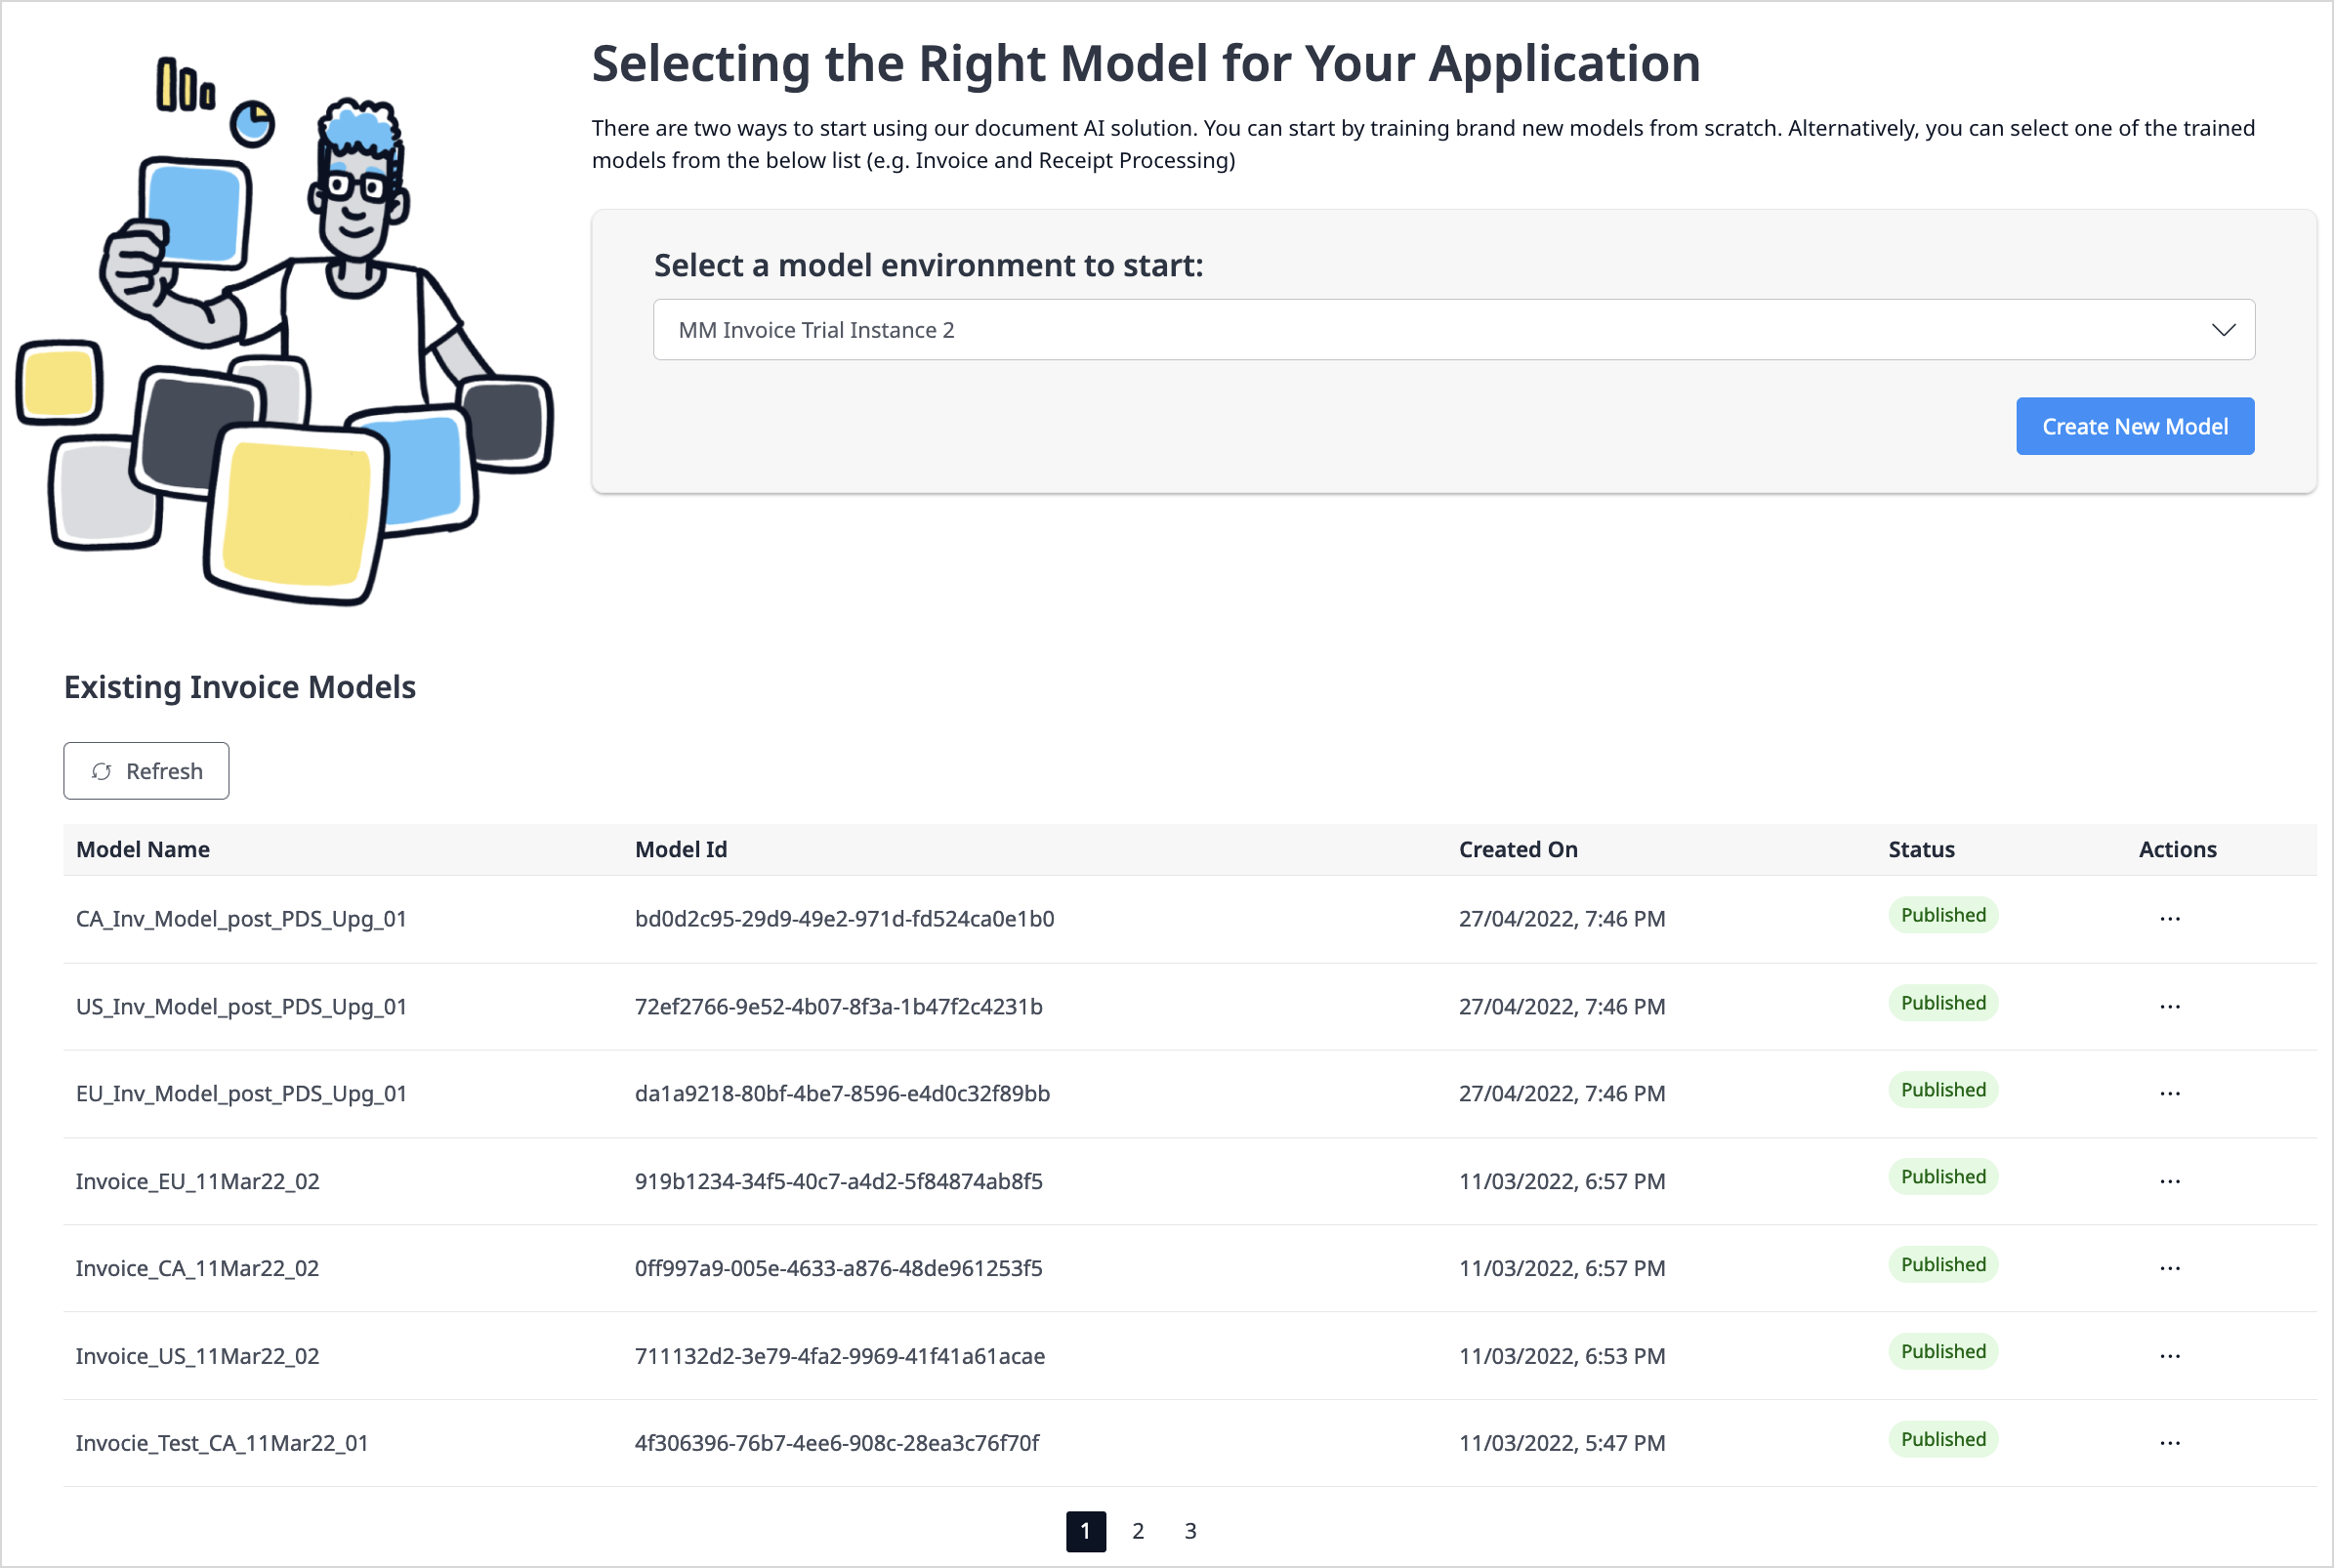 Selecting the Right Model for Your Application
There are two ways to start using our document AI solution. You can start by training brand new models from scratch. Alternatively, you can select one of the trained
models from the below list (e.g. Invoice and Receipt Processing)
Select a model environment to start:
MM Invoice Trial Instance 2
Create New Model
Existing Invoice Models
Refresh
Model Name Model Id Created On Status Actions
CA_Inv_Model_post_PDS_Upg_01 bd0d2c95-29d9-49e2-971d-fd524ca0e1b0 27/04/2022, 7:46 PM Published ...
US_Inv_Model_post_PDS_Upg_01 72ef2766-9e52-4b07-8f3a-1b47f2c4231b 27/04/2022, 7:46 PM Published ...
EU_Inv_Model_post_PDS_Upg_01 da1a9218-80bf-4be7-8596-e4d0c32f89bb 27/04/2022, 7:46 PM Published ...
Invoice_EU_11Mar22_02 919b1234-34f5-40c7-a4d2-5f84874ab8f5 11/03/2022, 6:57 PM Published ...
Invoice_CA_11Mar22_02 0ff997a9-005e-4633-a876-48de961253f5 11/03/2022, 6:57 PM Published ...
Invoice_US_11Mar22_02 711132d2-3e79-4fa2-9969-41f41a61acae 11/03/2022, 6:53 PM Published ...
Invocie_Test_CA_11Mar22_01 4f306396-76b7-4ee6-908c-28ea3c76f70f 11/03/2022, 5:47 PM Published ...
1 2 3